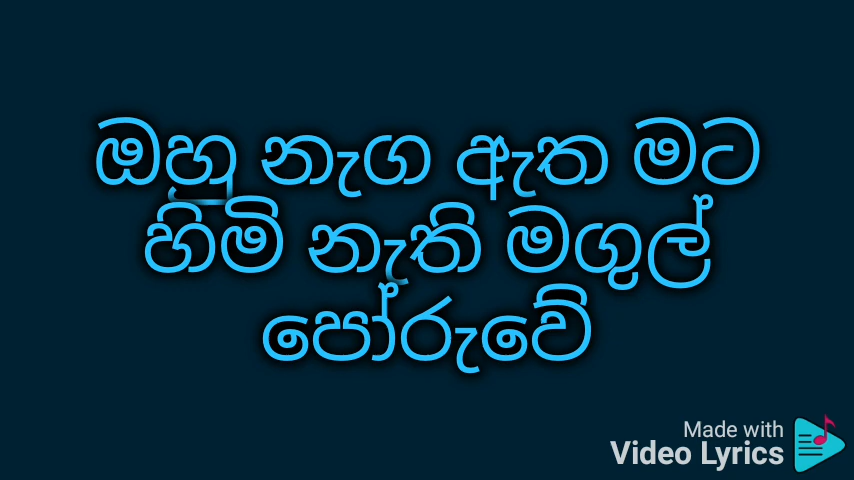 ඔහු නැග ඇත මට
හිමි නැති මගුල්
පෝරුවේ
Made with
Video Lyrics